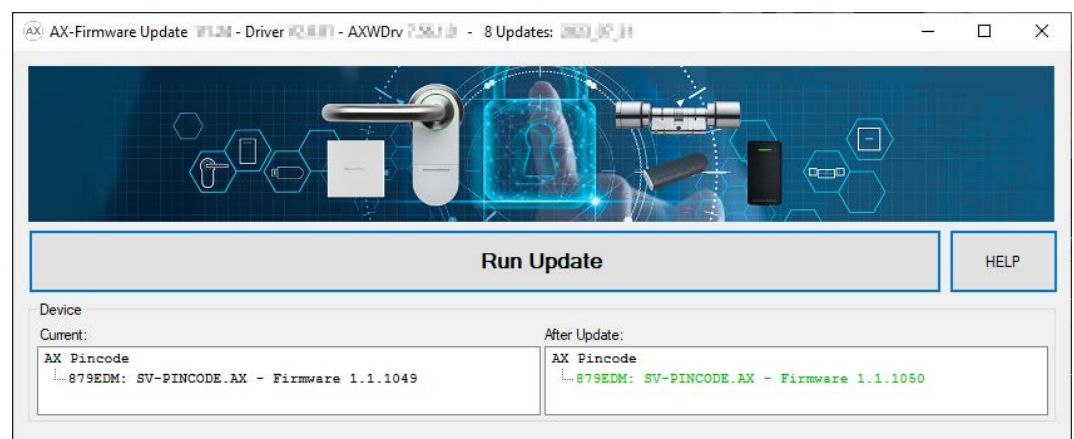 AX AX-Firmware Update - Driver - AXWDrv - 8 Updates:
Run Update
HELP
Device
Current:
After Update:
AX Pincode
879EDM: SV-PINCODE.AX - Firmware 1.1.1049
AX Pincode
879EDM: SV-PINCODE.AX - Firmware 1.1.1050